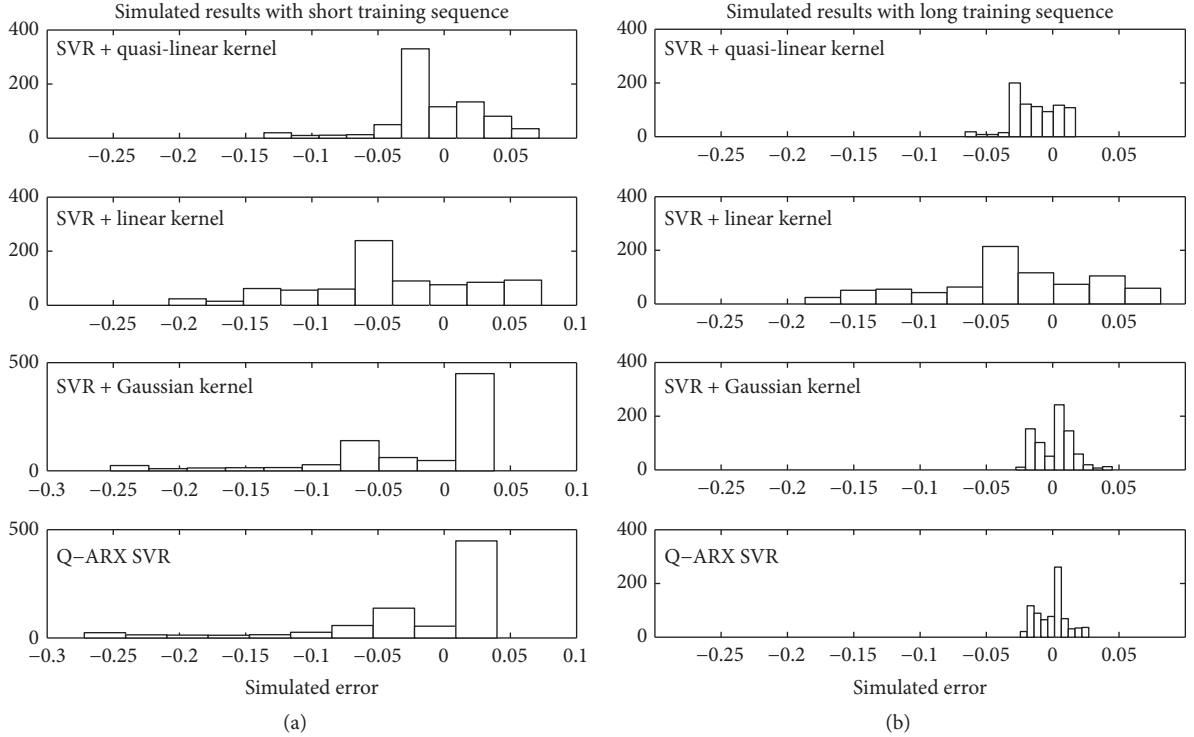 Simulated results with short training sequence
400
SVR + quasi-linear kernel
200
0
−0.25 −0.2 −0.15 −0.1 −0.05 0 0.05
400
SVR + linear kernel
200
0
−0.25 −0.2 −0.15 −0.1 −0.05 0 0.05 0.1
500
SVR + Gaussian kernel
0
−0.3 −0.25 −0.2 −0.15 −0.1 −0.05 0 0.05 0.1
500
Q−ARX SVR
0
−0.3 −0.25 −0.2 −0.15 −0.1 −0.05 0 0.05 0.1
Simulated error
(a)
Simulated results with long training sequence
400
SVR + quasi-linear kernel
200
0
−0.25 −0.2 −0.15 −0.1 −0.05 0 0.05
400
SVR + linear kernel
200
0
−0.25 −0.2 −0.15 −0.1 −0.05 0 0.05
400
SVR + Gaussian kernel
200
0
−0.25 −0.2 −0.15 −0.1 −0.05 0 0.05
400
Q−ARX SVR
200
0
−0.25 −0.2 −0.15 −0.1 −0.05 0 0.05
Simulated error
(b)